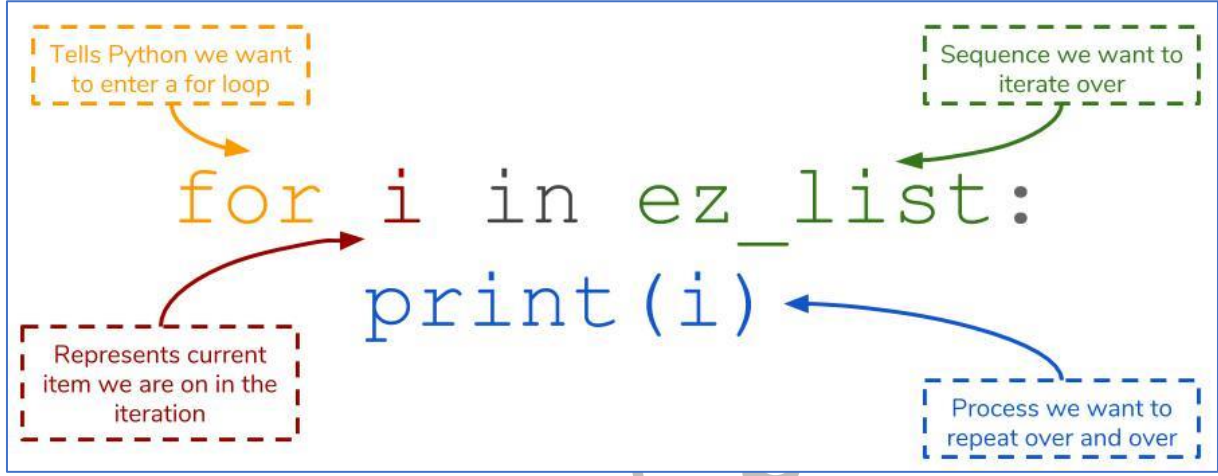 Tells Python we want
to enter a for loop
Sequence we want to
iterate over
for i in ez_list:
print(i)
Represents current
item we are on in the
iteration
Process we want to
repeat over and over